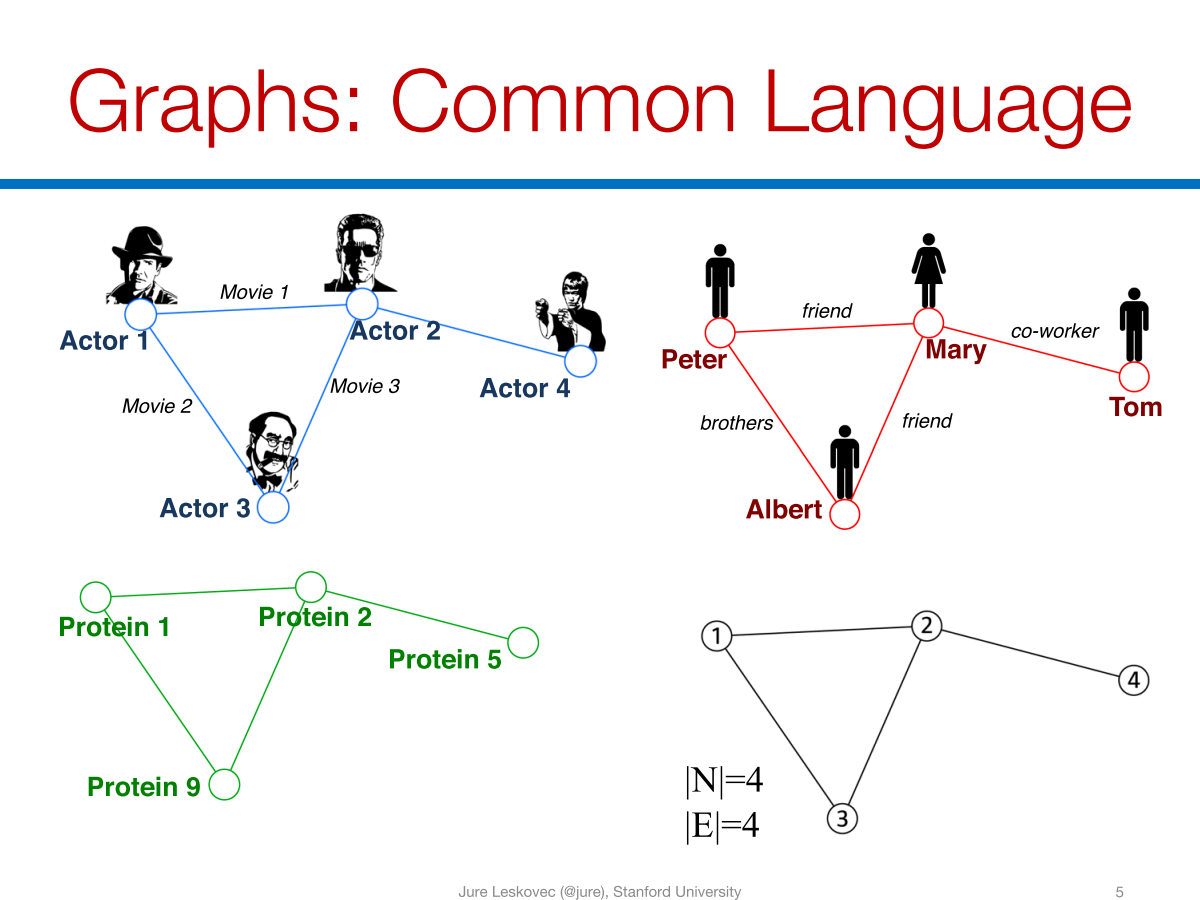 Graphs: Common Language
Movie 1
Actor 1
Actor 2
Movie 2
Movie 3
Actor 4
Actor 3
friend
co-worker
Peter
Mary
Tom
brothers
friend
Albert
Protein 1
Protein 2
Protein 5
Protein 9
1
2
4
3
|N|=4
|E|=4
Jure Leskovec (@jure), Stanford University
5